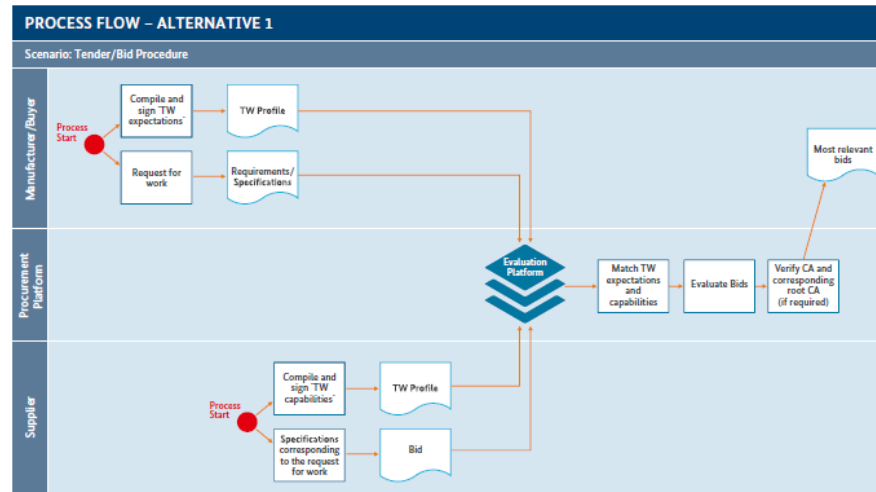 PROCESS FLOW – ALTERNATIVE 1
Scenario: Tender/Bid Procedure
Manufacturer/Buyer
Process
Start
Compile and
sign "TW
expectations"
TW Profile
Request for
work
Requirements/
Specifications
Most relevant
bids
Procurement
Platform
Evaluation
Platform
Match TW
expectations
and
capabilities
Evaluate Bids
Verify CA and
corresponding
root CA
(if required)
Supplier
Process
Start
Compile and
sign "TW
capabilities"
TW Profile
Specifications
corresponding
to the request
for work
Bid